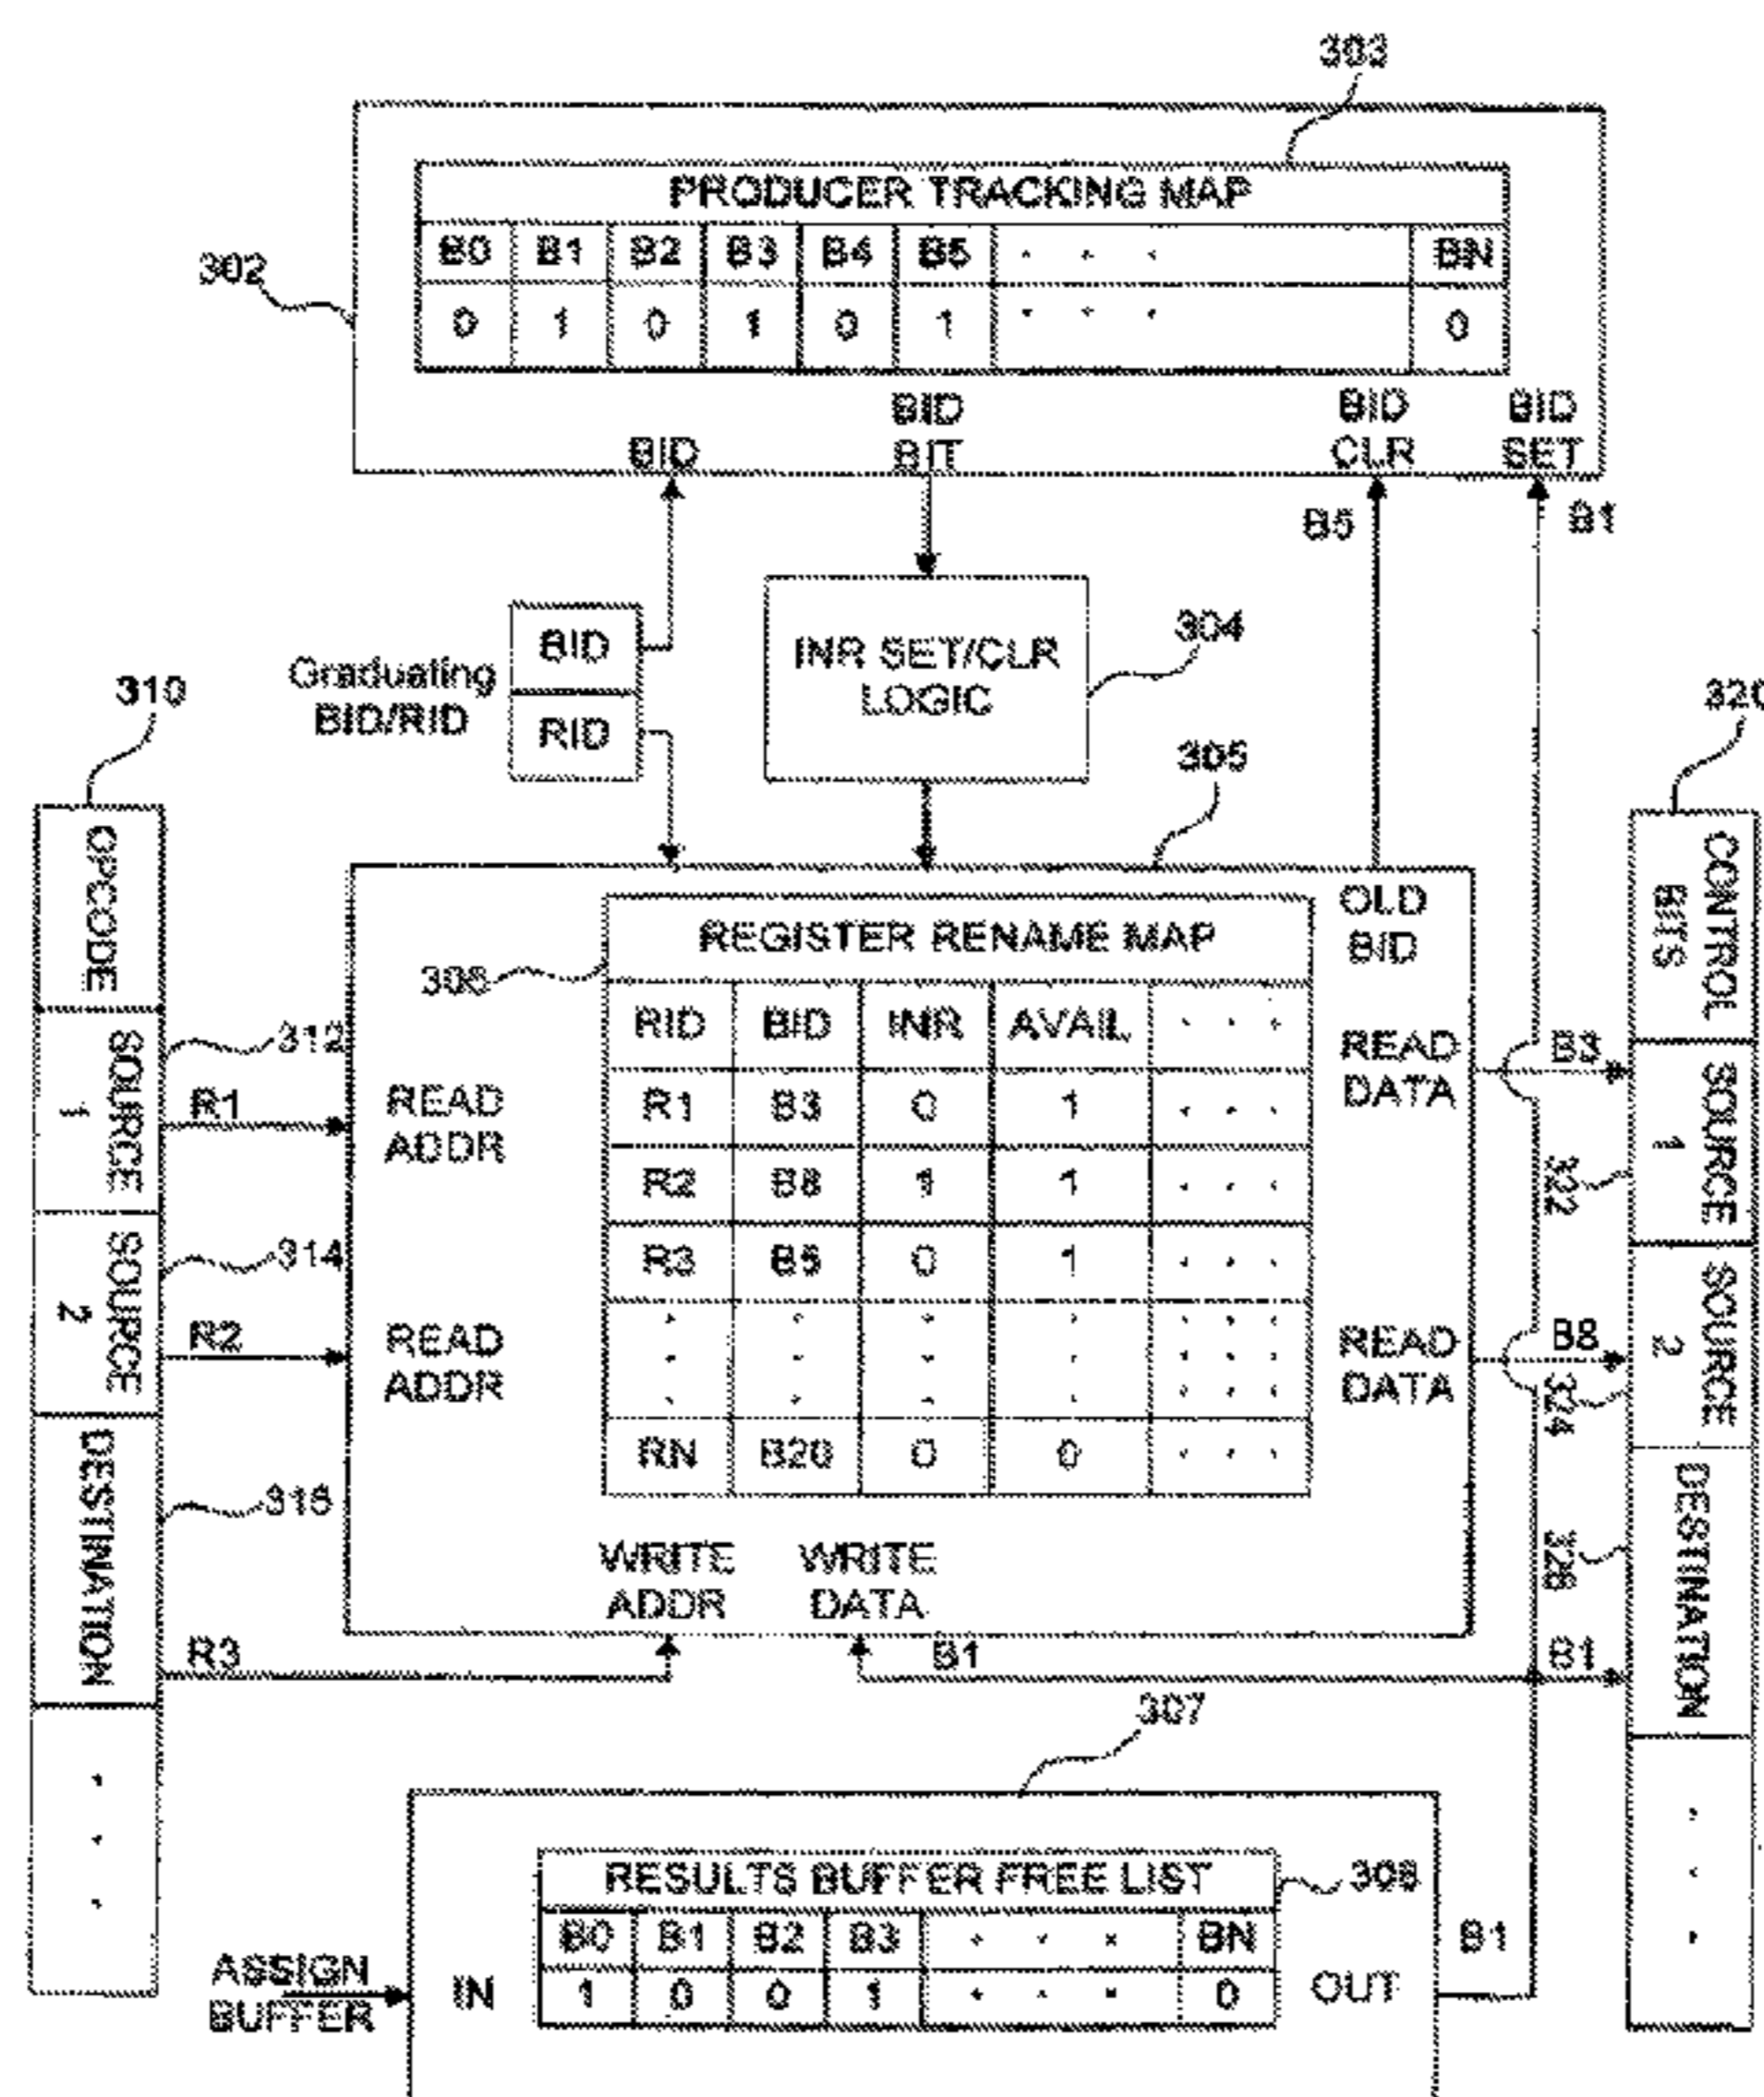 303
PRODUCER TRACKING MAP
B0 B1 B2 B3 B4 B5 . . . BN
302
0 1 0 1 0 1 . . . 0
BID
BID BIT
BID CLR
BID SET
B5
B1
Graduating
BID/RID
BID
RID
INR SET/CLR
LOGIC
304
305
310
OPCODE
SOURCE
1
312
SOURCE
2
314
DESTINATION
316
. . .
R1
R2
R3
READ
ADDR
READ
ADDR
306
REGISTER RENAME MAP
RID BID INR AVAIL . . .
R1 B3 0 1 . . .
R2 B8 1 1 . . .
R3 B5 0 1 . . .
RN B20 0 0 . . .
OLD
BID
READ
DATA
READ
DATA
WRITE
ADDR
WRITE
DATA
B1
B3
B8
B1
320
CONTROL
BITS
SOURCE
1
322
SOURCE
2
324
DESTINATION
326
. . .
307
RESULTS BUFFER FREE LIST
308
B0 B1 B2 B3 . . . BN
1 0 0 1 . . . 0
ASSIGN
BUFFER
IN
OUT
B1